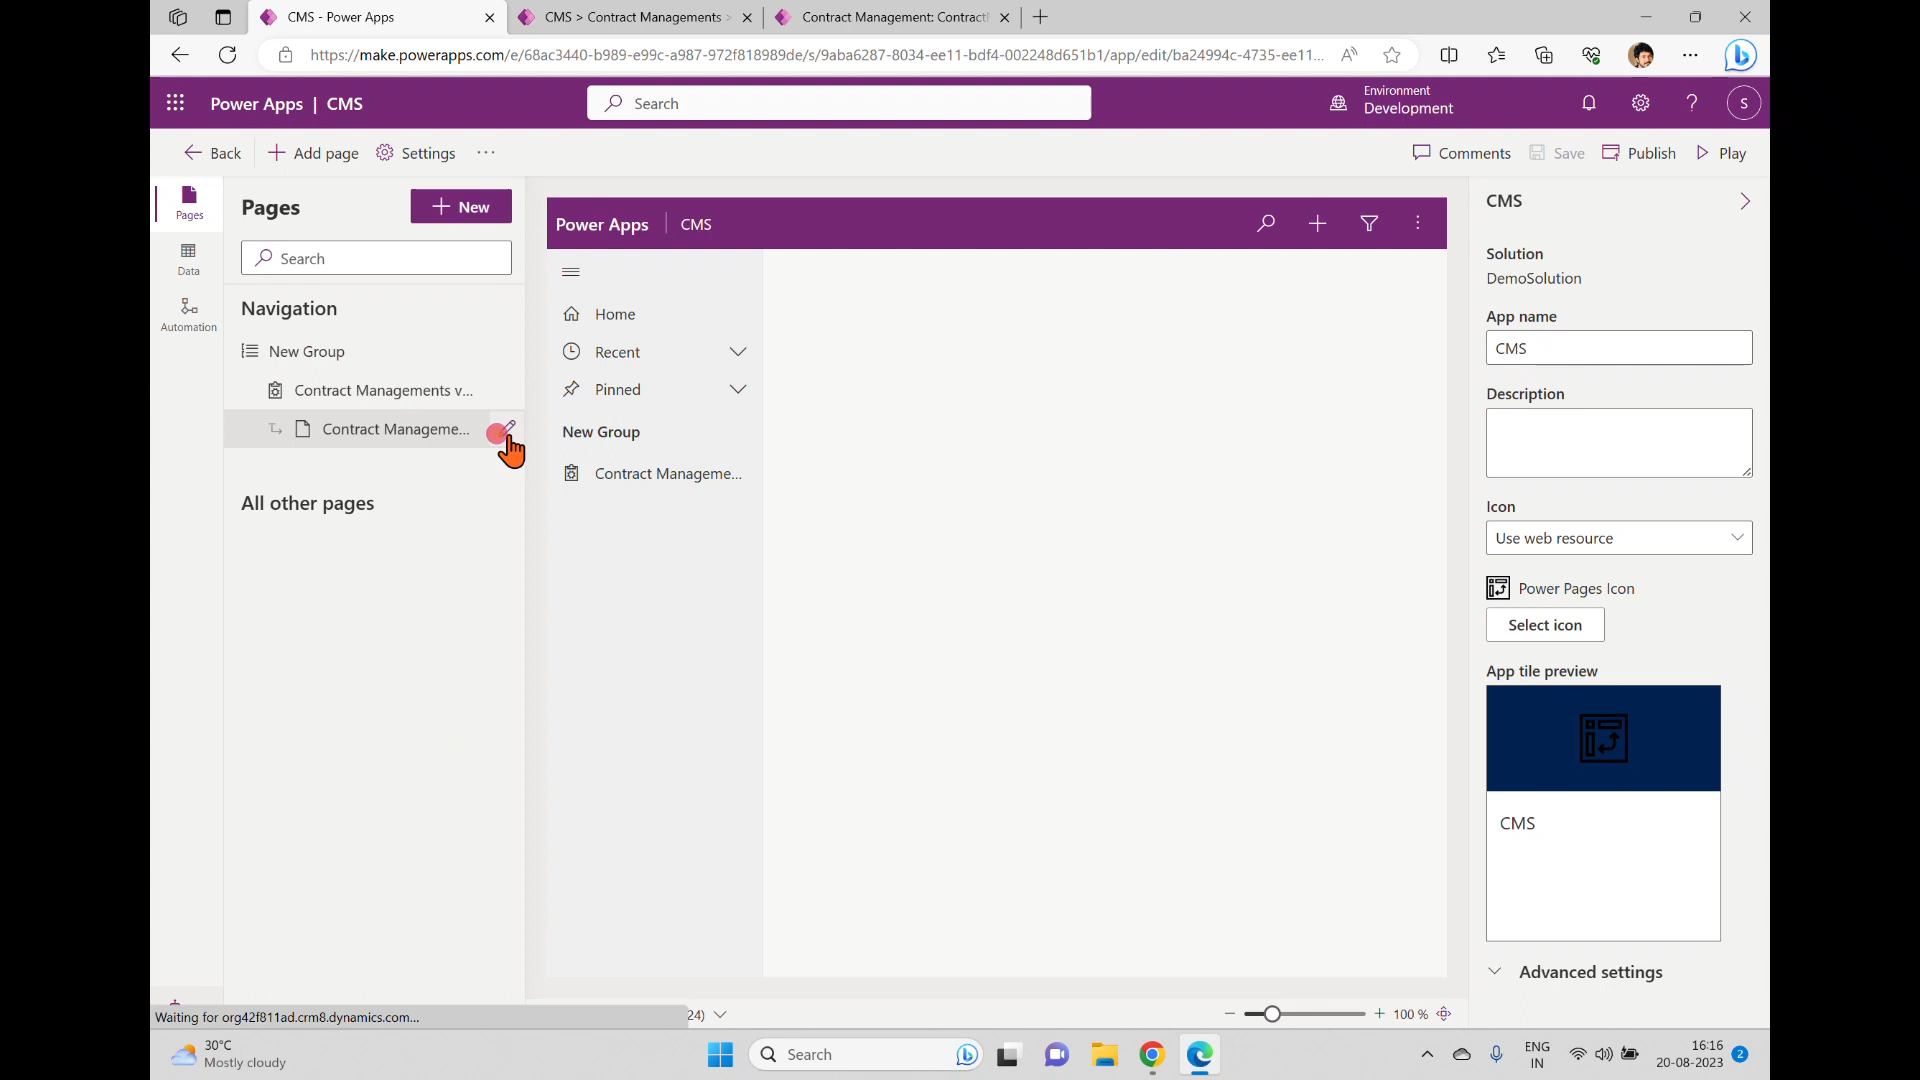 CMS - Power Apps
CMS > Contract Managements >
Contract Management: Contract
https://make.powerapps.com/e/68ac3440-b989-e99c-a987-972f818989de/s/9aba6287-8034-ee11-bdf4-002248d651b1/app/edit/ba24994c-4735-ee11...
Power Apps | CMS
Search
Environment
Development
S
Back
Add page
Settings
Comments
Save
Publish
Play
Pages
Data
Automation
Pages
New
Search
Navigation
New Group
Contract Managements v...
Contract Manageme...
All other pages
Power Apps
CMS
Home
Recent
Pinned
New Group
Contract Manageme...
CMS
Solution
DemoSolution
App name
CMS
Description
Icon
Use web resource
Power Pages Icon
Select icon
App tile preview
CMS
Advanced settings
Waiting for org42f811ad.crm8.dynamics.com...
24)
100 %
30°C
Mostly cloudy
Search
ENG
IN
16:16
20-08-2023
2